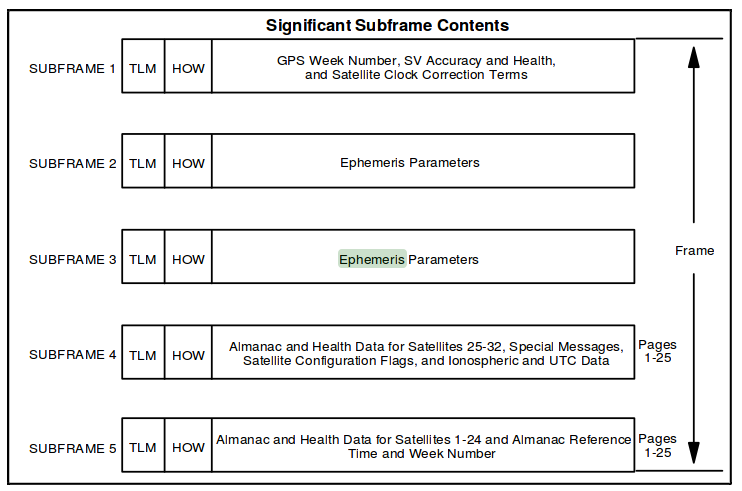 Significant Subframe Contents
SUBFRAME 1 TLM HOW GPS Week Number, SV Accuracy and Health,
and Satellite Clock Correction Terms
SUBFRAME 2 TLM HOW Ephemeris Parameters
SUBFRAME 3 TLM HOW Ephemeris Parameters
Frame
SUBFRAME 4 TLM HOW Almanac and Health Data for Satellites 25-32, Special Messages,
Satellite Configuration Flags, and Ionospheric and UTC Data
Pages
1-25
SUBFRAME 5 TLM HOW Almanac and Health Data for Satellites 1-24 and Almanac Reference
Time and Week Number
Pages
1-25